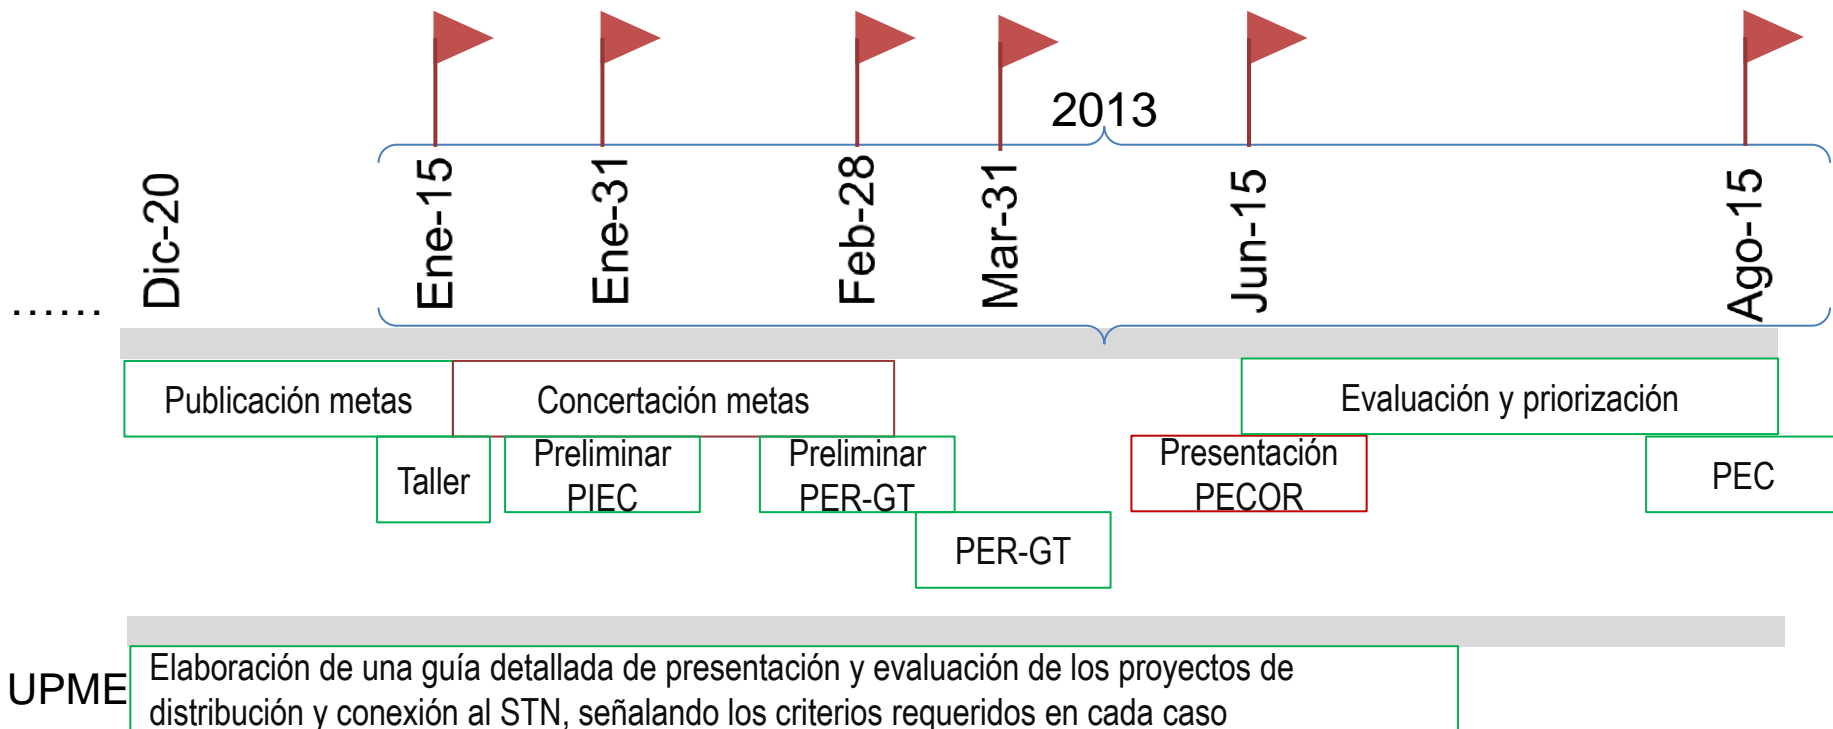 2013
Dic-20
Ene-15
Ene-31
Feb-28
Mar-31
Jun-15
Ago-15
......
Publicación metas
Concertación metas
Evaluación y priorización
Taller
Preliminar
PIEC
Preliminar
PER-GT
Presentación
PECOR
PEC
PER-GT
UPME
Elaboración de una guía detallada de presentación y evaluación de los proyectos de
distribución y conexión al STN, señalando los criterios requeridos en cada caso